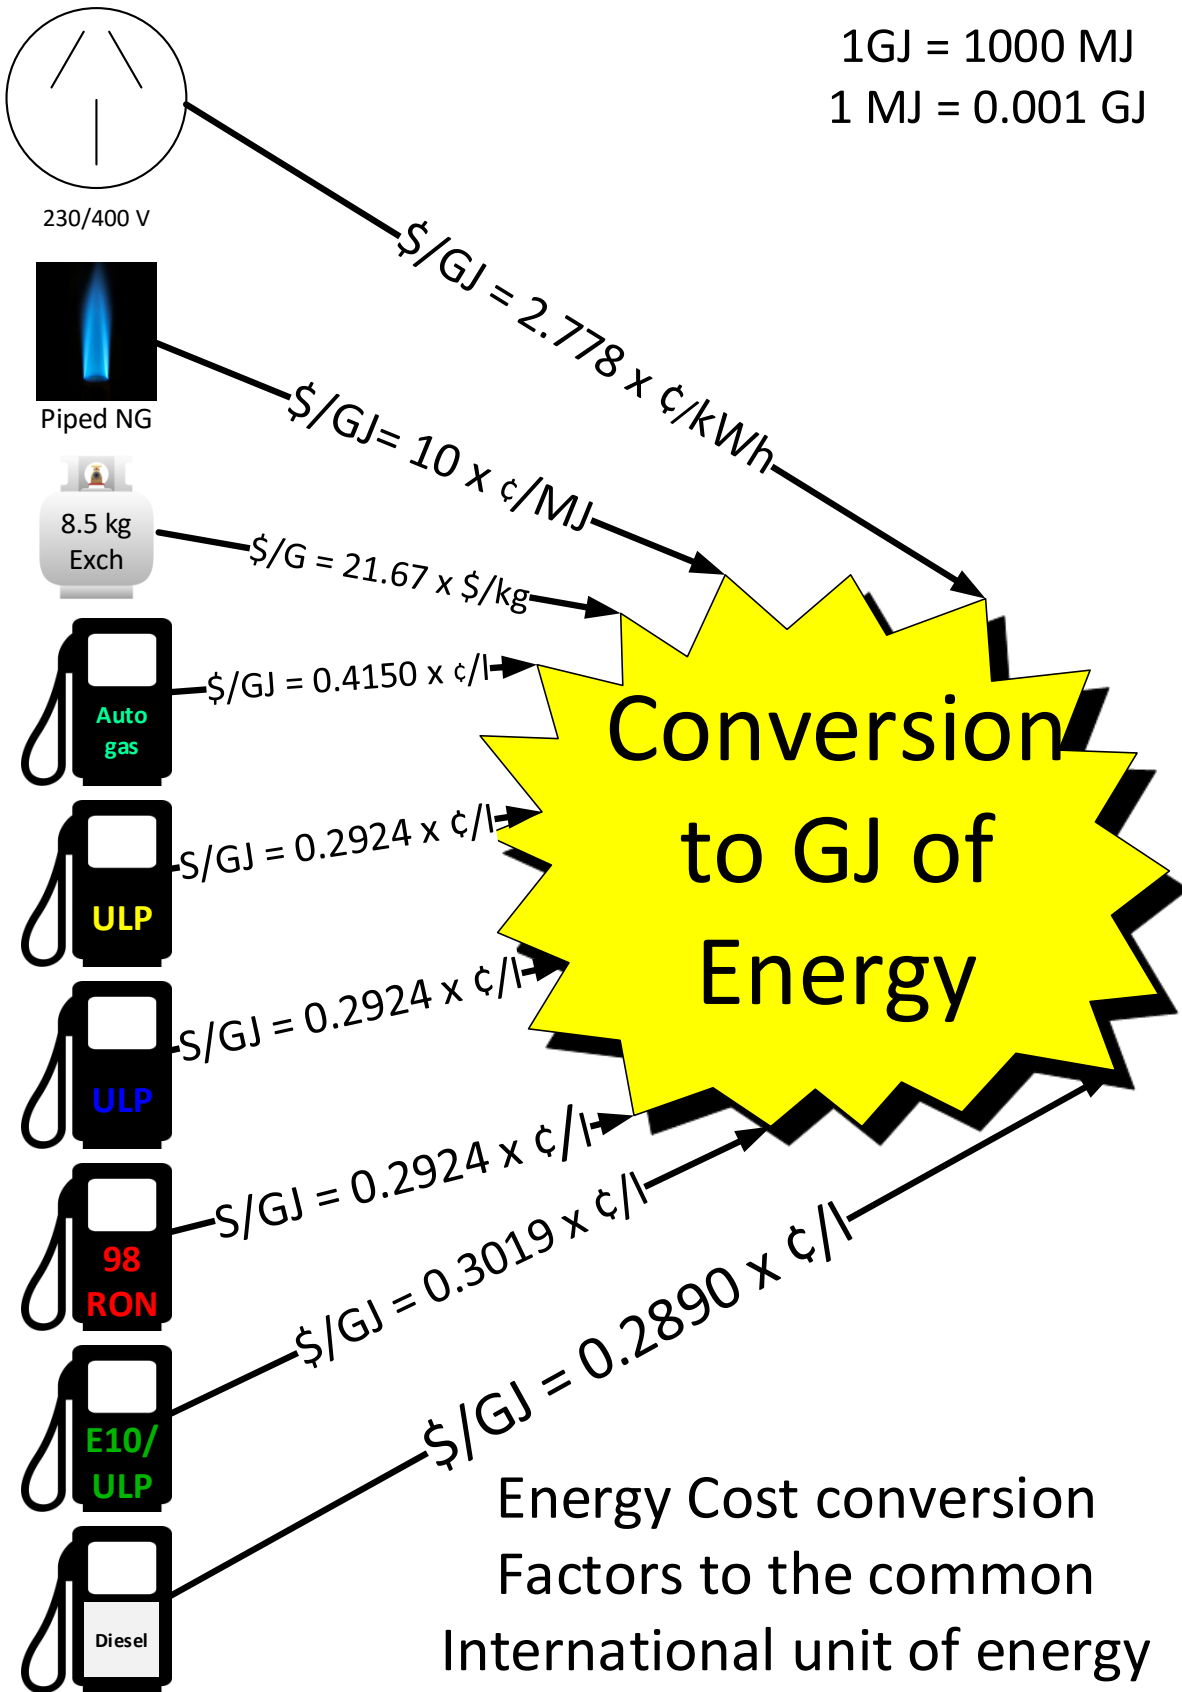 1GJ = 1000 MJ
1 MJ = 0.001 GJ
230/400 V
$/GJ = 2.778 x ¢/kWh
Piped NG
$/GJ= 10 x ¢/MJ
8.5 kg
Exch
$/G = 21.67 x $/kg
Auto
gas
$/GJ = 0.4150 x ¢/l
ULP
S/GJ = 0.2924 x ¢/l
ULP
S/GJ = 0.2924 x ¢/l
98
RON
S/GJ = 0.2924 x ¢/l
E10/
ULP
$/GJ = 0.3019 x ¢/l
Diesel
$/GJ = 0.2890 x ¢/l
Conversion
to GJ of
Energy
Energy Cost conversion
Factors to the common
International unit of energy